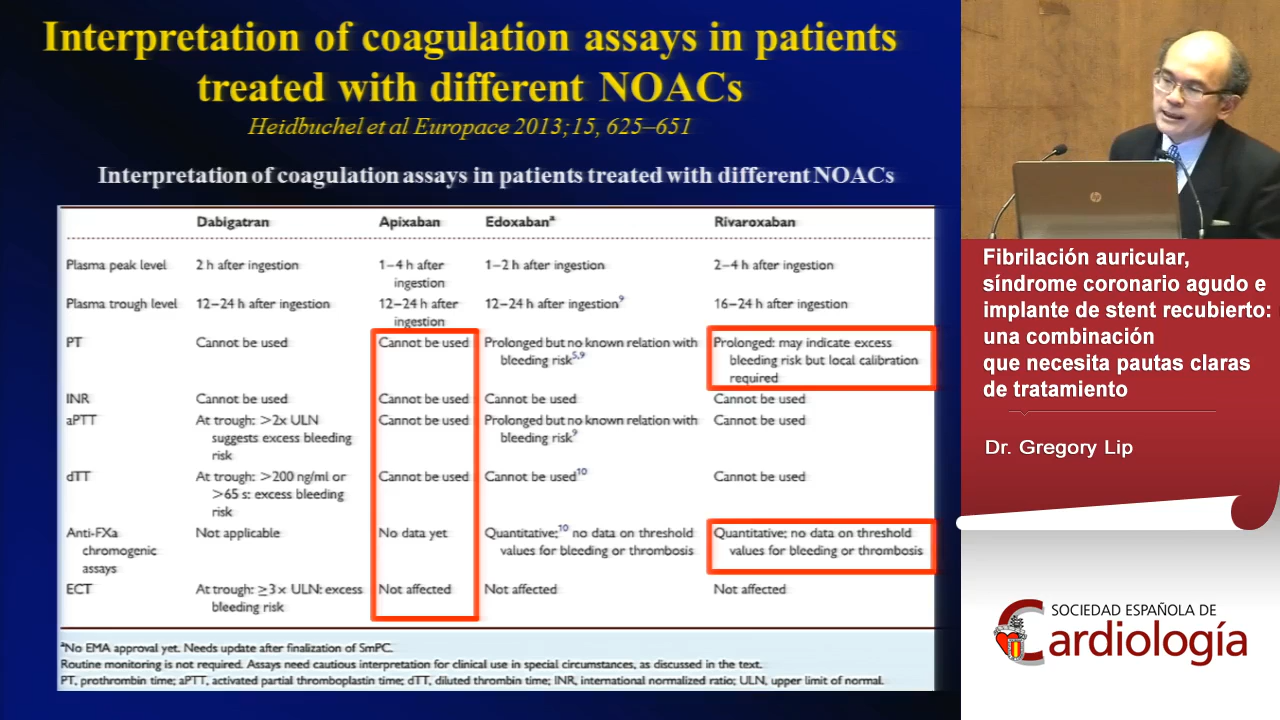 Interpretation of coagulation assays in patients
treated with different NOACs
Heidbuchel et al Europace 2013;15, 625–651
Interpretation of coagulation assays in patients treated with different NOACs
Dabigatran Apixaban Edoxabanᵃ Rivaroxaban
Plasma peak level 2 h after ingestion 1–4 h after 1–2 h after ingestion 2–4 h after ingestion
ingestion
Plasma trough level 12–24 h after ingestion 12–24 h after 12–24 h after ingestion⁹ 16–24 h after ingestion
ingestion
PT Cannot be used Cannot be used Prolonged but no known relation with Prolonged: may indicate excess
bleeding risk⁵,⁹ bleeding risk but local calibration
required
INR Cannot be used Cannot be used Cannot be used Cannot be used
aPTT At trough: >2x ULN Cannot be used Prolonged but no known relation with Cannot be used
suggests excess bleeding bleeding risk⁹
risk
dTT At trough: >200 ng/ml or Cannot be used Cannot be used¹⁰ Cannot be used
>65 s: excess bleeding
risk
Anti-FXa Not applicable No data yet Quantitative;¹⁰ no data on threshold Quantitative; no data on threshold
chromogenic values for bleeding or thrombosis values for bleeding or thrombosis
assays
ECT At trough: ≥3× ULN: excess Not affected Not affected Not affected
bleeding risk
ᵃNo EMA approval yet. Needs update after finalization of SmPC.
Routine monitoring is not required. Assays need cautious interpretation for clinical use in special circumstances, as discussed in the text.
PT, prothrombin time; aPTT, activated partial thromboplastin time; dTT, diluted thrombin time; INR, international normalized ratio; ULN, upper limit of normal.
hp
Fibrilación auricular,
síndrome coronario agudo e
implante de stent recubierto:
una combinación
que necesita pautas claras
de tratamiento
Dr. Gregory Lip
SOCIEDAD ESPAÑOLA DE
Cardiología